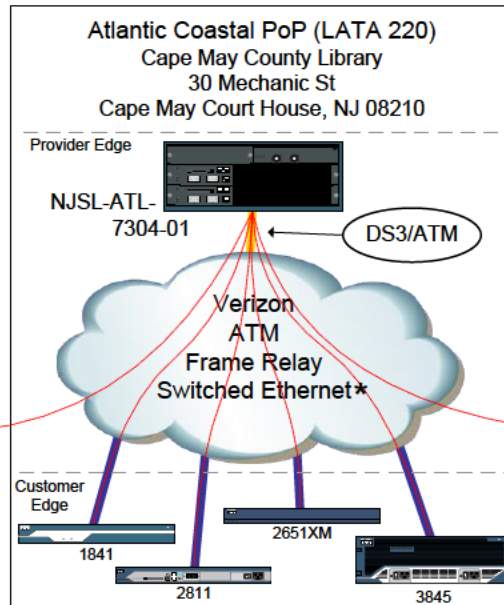 Atlantic Coastal PoP (LATA 220)
Cape May County Library
30 Mechanic St
Cape May Court House, NJ 08210
Provider Edge
NJSL-ATL-
7304-01
DS3/ATM
Verizon
ATM
Frame Relay
Switched Ethernet*
Customer
Edge
1841
2811
2651XM
3845